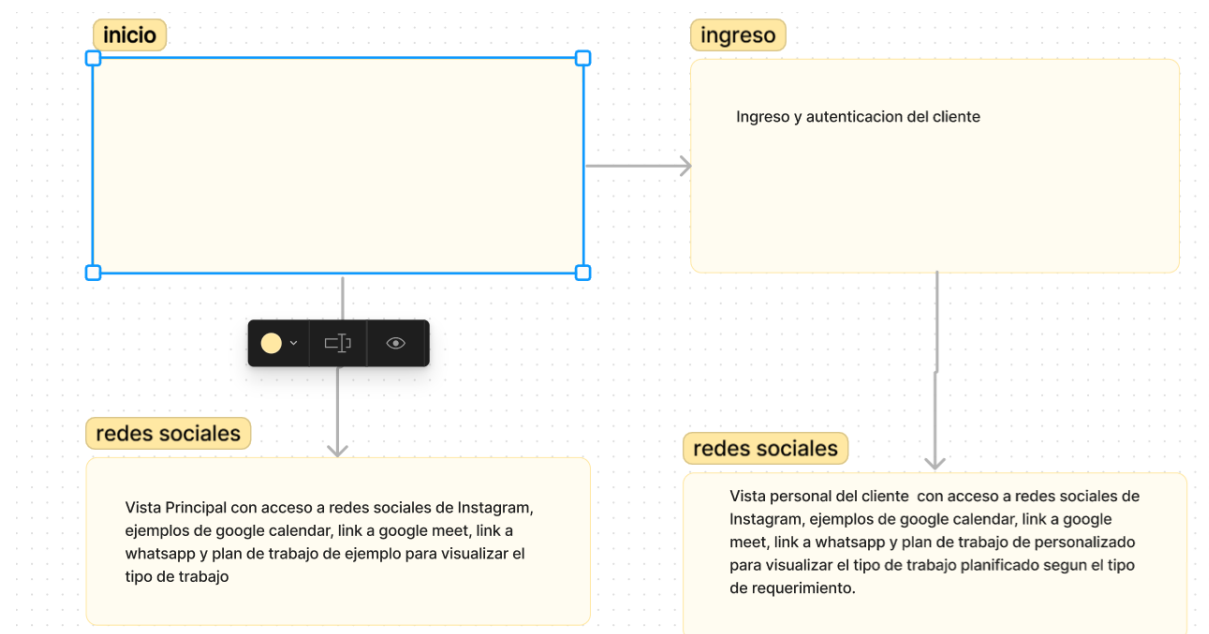 inicio
ingreso
Ingreso y autenticacion del cliente
redes sociales
Vista Principal con acceso a redes sociales de Instagram,
ejemplos de google calendar, link a google meet, link a
whatsapp y plan de trabajo de ejemplo para visualizar el
tipo de trabajo
redes sociales
Vista personal del cliente  con acceso a redes sociales de
Instagram, ejemplos de google calendar, link a google
meet, link a whatsapp y plan de trabajo de personalizado
para visualizar el tipo de trabajo planificado segun el tipo
de requerimiento.